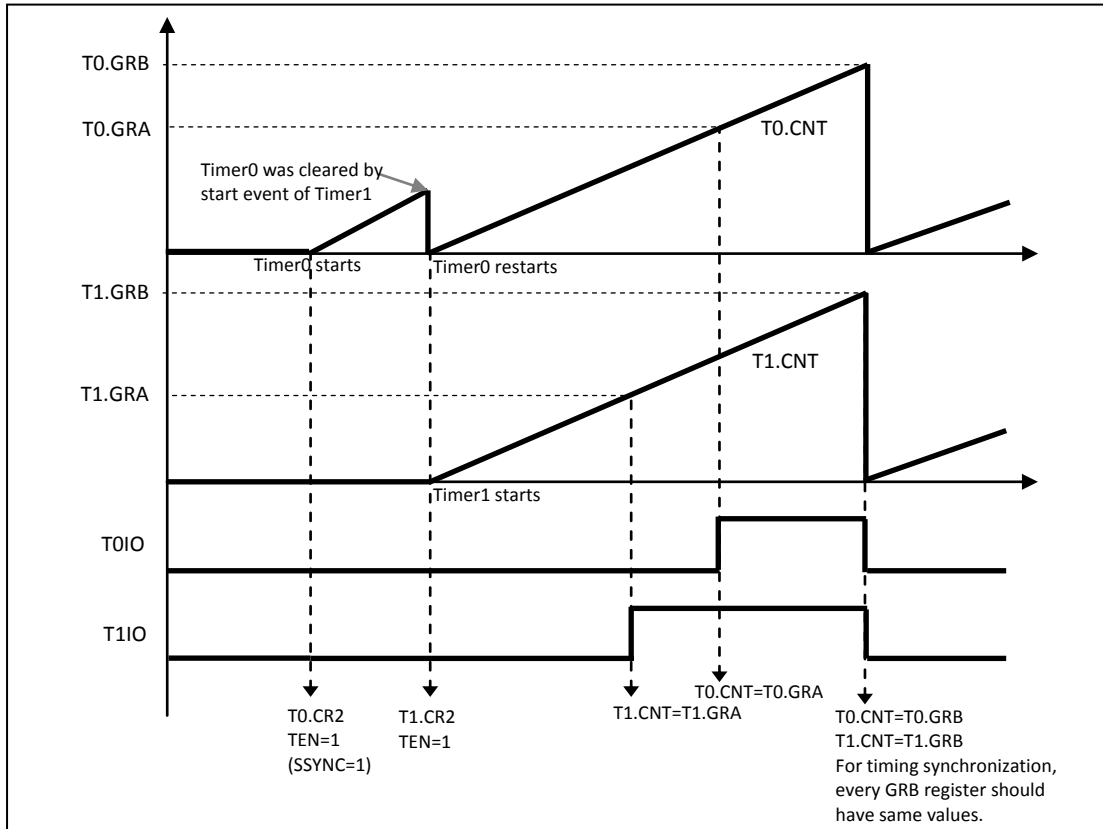 T0.GRB
T0.GRA
T0.CNT
Timer0 was cleared by
start event of Timer1
Timer0 starts
Timer0 restarts
T1.GRB
T1.GRA
T1.CNT
Timer1 starts
T0IO
T1IO
T0.CR2
TEN=1
(SSYNC=1)
T1.CR2
TEN=1
T1.CNT=T1.GRA
T0.CNT=T0.GRA
T0.CNT=T0.GRB
T1.CNT=T1.GRB
For timing synchronization,
every GRB register should
have same values.